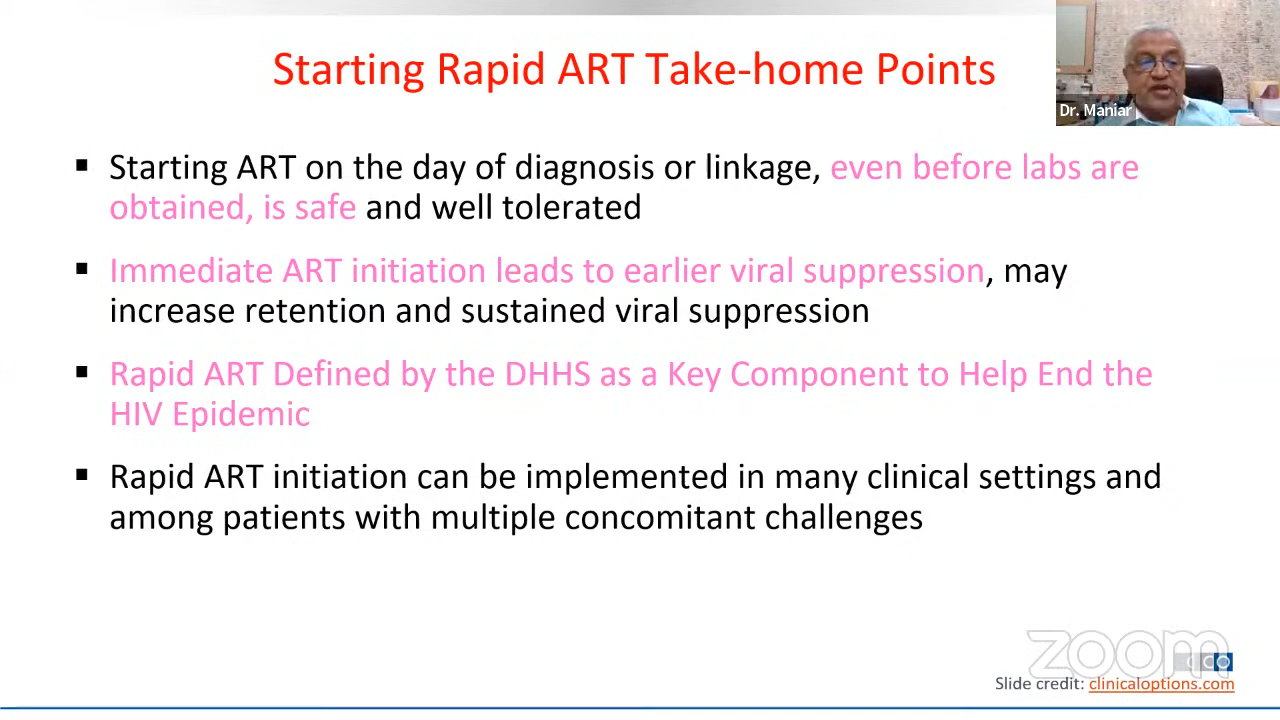 Starting Rapid ART Take-home Points
Dr. Maniar
▪ Starting ART on the day of diagnosis or linkage, even before labs are
obtained, is safe and well tolerated
▪ Immediate ART initiation leads to earlier viral suppression, may
increase retention and sustained viral suppression
▪ Rapid ART Defined by the DHHS as a Key Component to Help End the
HIV Epidemic
▪ Rapid ART initiation can be implemented in many clinical settings and
among patients with multiple concomitant challenges
zoom
cco
Slide credit: clinicaloptions.com